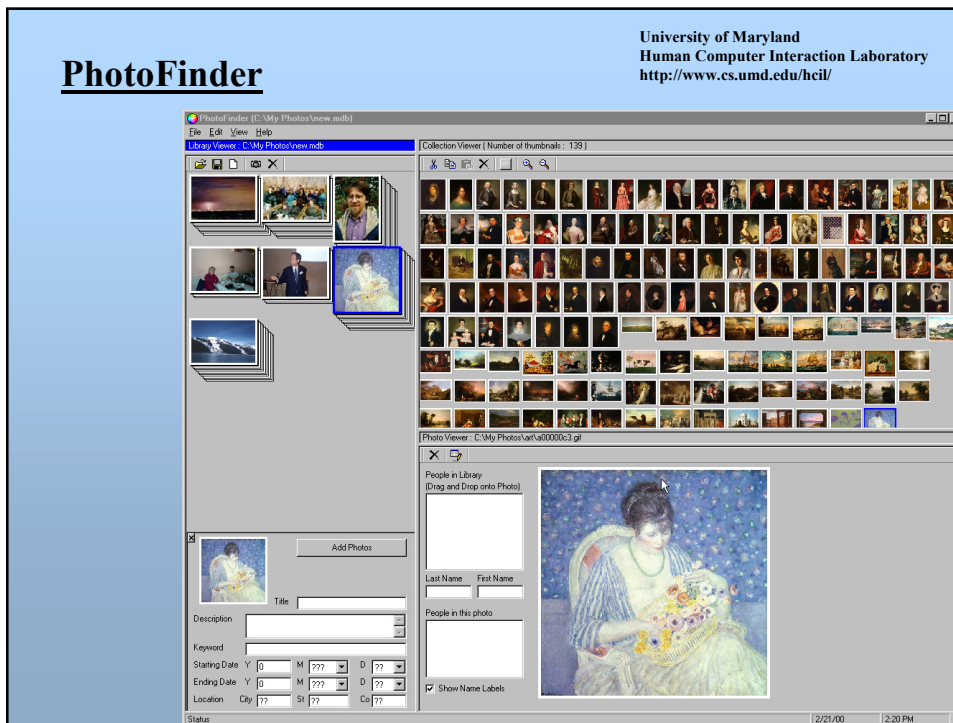 PhotoFinder
University of Maryland
Human Computer Interaction Laboratory
http://www.cs.umd.edu/hcil/
PhotoFinder [C:\My Photos\new.mdb]
File Edit View Help
Library Viewer : C:\My Photos\new.mdb
Collection Viewer ( Number of thumbnails : 139 )
Photo Viewer : C:\My Photos\art\a00000c3.gif
People in Library
(Drag and Drop onto Photo)
Last Name First Name
People in this photo
Show Name Labels
Add Photos
Title
Description
Keyword
Starting Date Y 0 M ??? D ??
Ending Date Y 0 M ??? D ??
Location City ?? St ?? Co ??
Status 2/21/00 2:20 PM